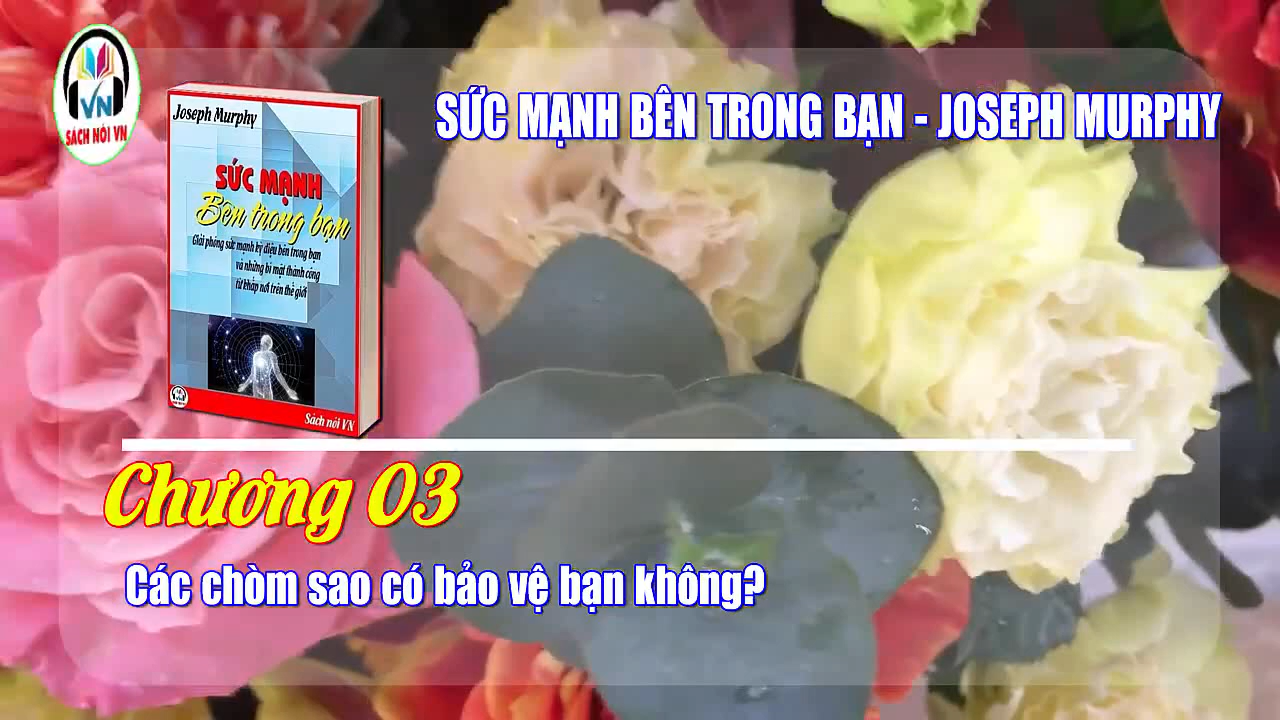 VN
SÁCH NÓI VN
SỨC MẠNH BÊN TRONG BẠN - JOSEPH MURPHY
Joseph Murphy
SỨC MẠNH
Bên trong bạn
Giải phóng sức mạnh kỳ diệu bên trong bạn
và những bí mật thành công
từ khắp nơi trên thế giới
Sách nói VN
Chương 03
Các chòm sao có bảo vệ bạn không?